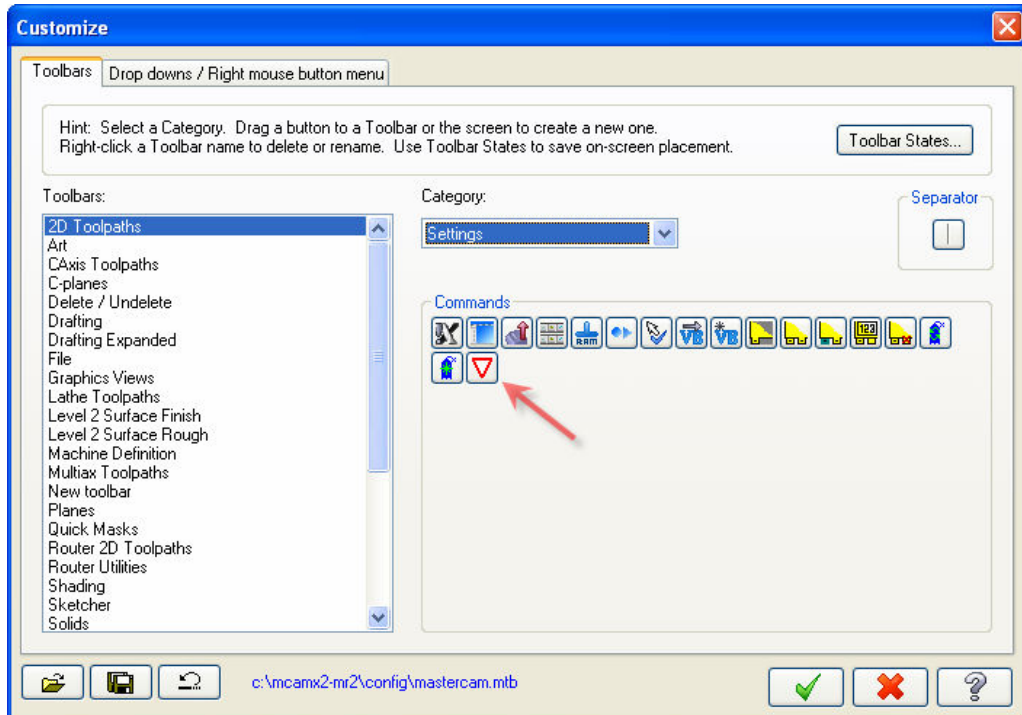 Customize
Toolbars
Drop downs / Right mouse button menu
Hint: Select a Category. Drag a button to a Toolbar or the screen to create a new one.
Right-click a Toolbar name to delete or rename. Use Toolbar States to save on-screen placement.
Toolbar States...
Toolbars:
Category:
Separator
2D Toolpaths
Art
CAxis Toolpaths
C-planes
Delete / Undelete
Drafting
Drafting Expanded
File
Graphics Views
Lathe Toolpaths
Level 2 Surface Finish
Level 2 Surface Rough
Machine Definition
Multiax Toolpaths
New toolbar
Planes
Quick Masks
Router 2D Toolpaths
Router Utilities
Shading
Sketcher
Solids
Settings
Commands
RAM
VB
VB
123
c:\mcamx2-mr2\config\mastercam.mtb